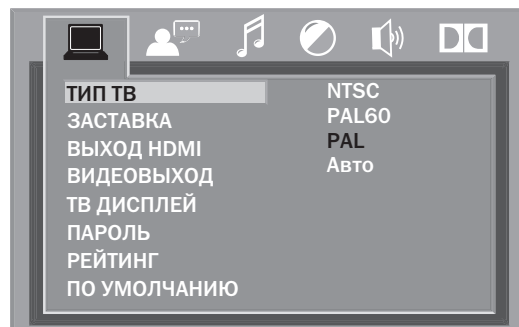 ТИП ТВ
ЗАСТАВКА
ВЫХОД HDMI
ВИДЕОВЫХОД
ТВ ДИСПЛЕЙ
ПАРОЛЬ
РЕЙТИНГ
ПО УМОЛЧАНИЮ
NTSC
PAL60
PAL
Авто